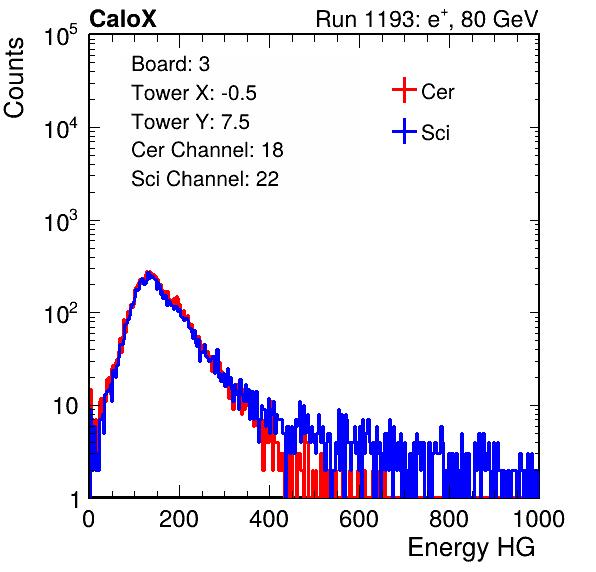 CaloX Run 1193: e⁺, 80 GeV
Counts
Board: 3
Tower X: -0.5
Tower Y: 7.5
Cer Channel: 18
Sci Channel: 22
Cer
Sci
10⁵
10⁴
10³
10²
10
1
0 200 400 600 800 1000
Energy HG